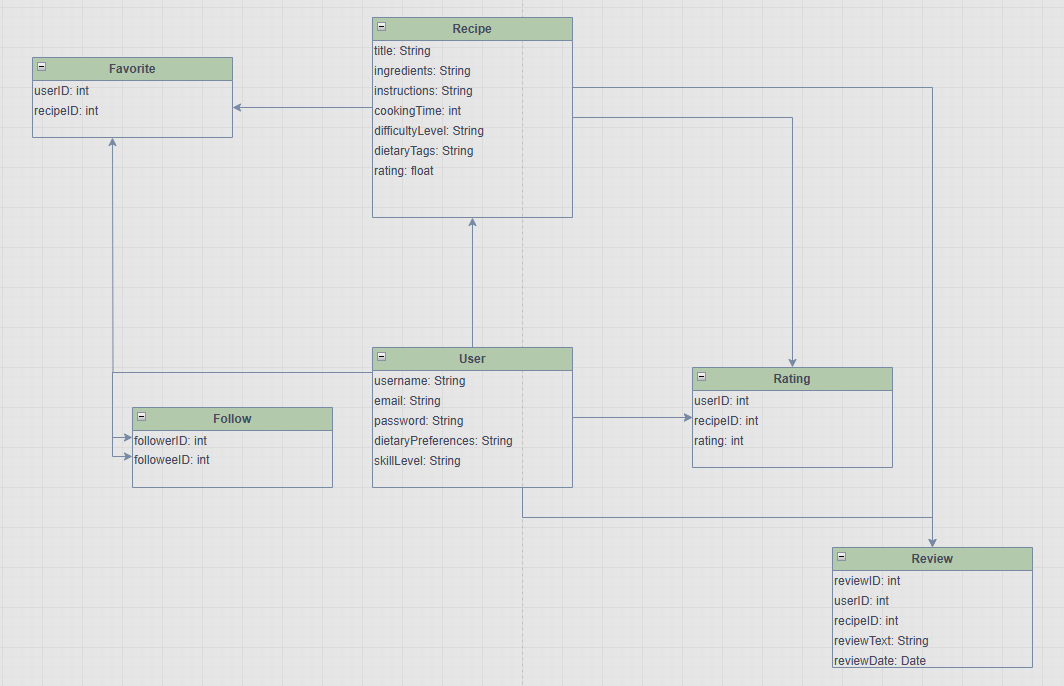 Recipe
title: String
ingredients: String
instructions: String
cookingTime: int
difficultyLevel: String
dietaryTags: String
rating: float
Favorite
userID: int
recipeID: int
User
username: String
email: String
password: String
dietaryPreferences: String
skillLevel: String
Rating
userID: int
recipeID: int
rating: int
Follow
followerID: int
followeeID: int
Review
reviewID: int
userID: int
recipeID: int
reviewText: String
reviewDate: Date